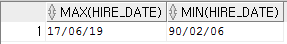 MAX(HIRE_DATE) MIN(HIRE_DATE)
1 17/06/19 90/02/06